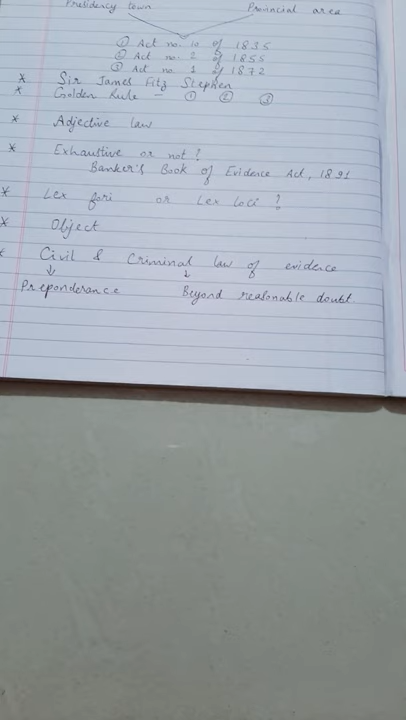 Presidency town Provincial area
① Act no. 10 of 1835
② Act no. 2 of 1855
③ Act no. 1 of 1872
* Sir James Fitz Stephen
* Golden Rule - ① ② ③
* Adjective law
* Exhaustive or not?
Banker's Book of Evidence Act, 1891
* Lex fori or Lex loci?
* Object
* Civil & Criminal law of evidence
↓ ↓
Preponderance Beyond reasonable doubt